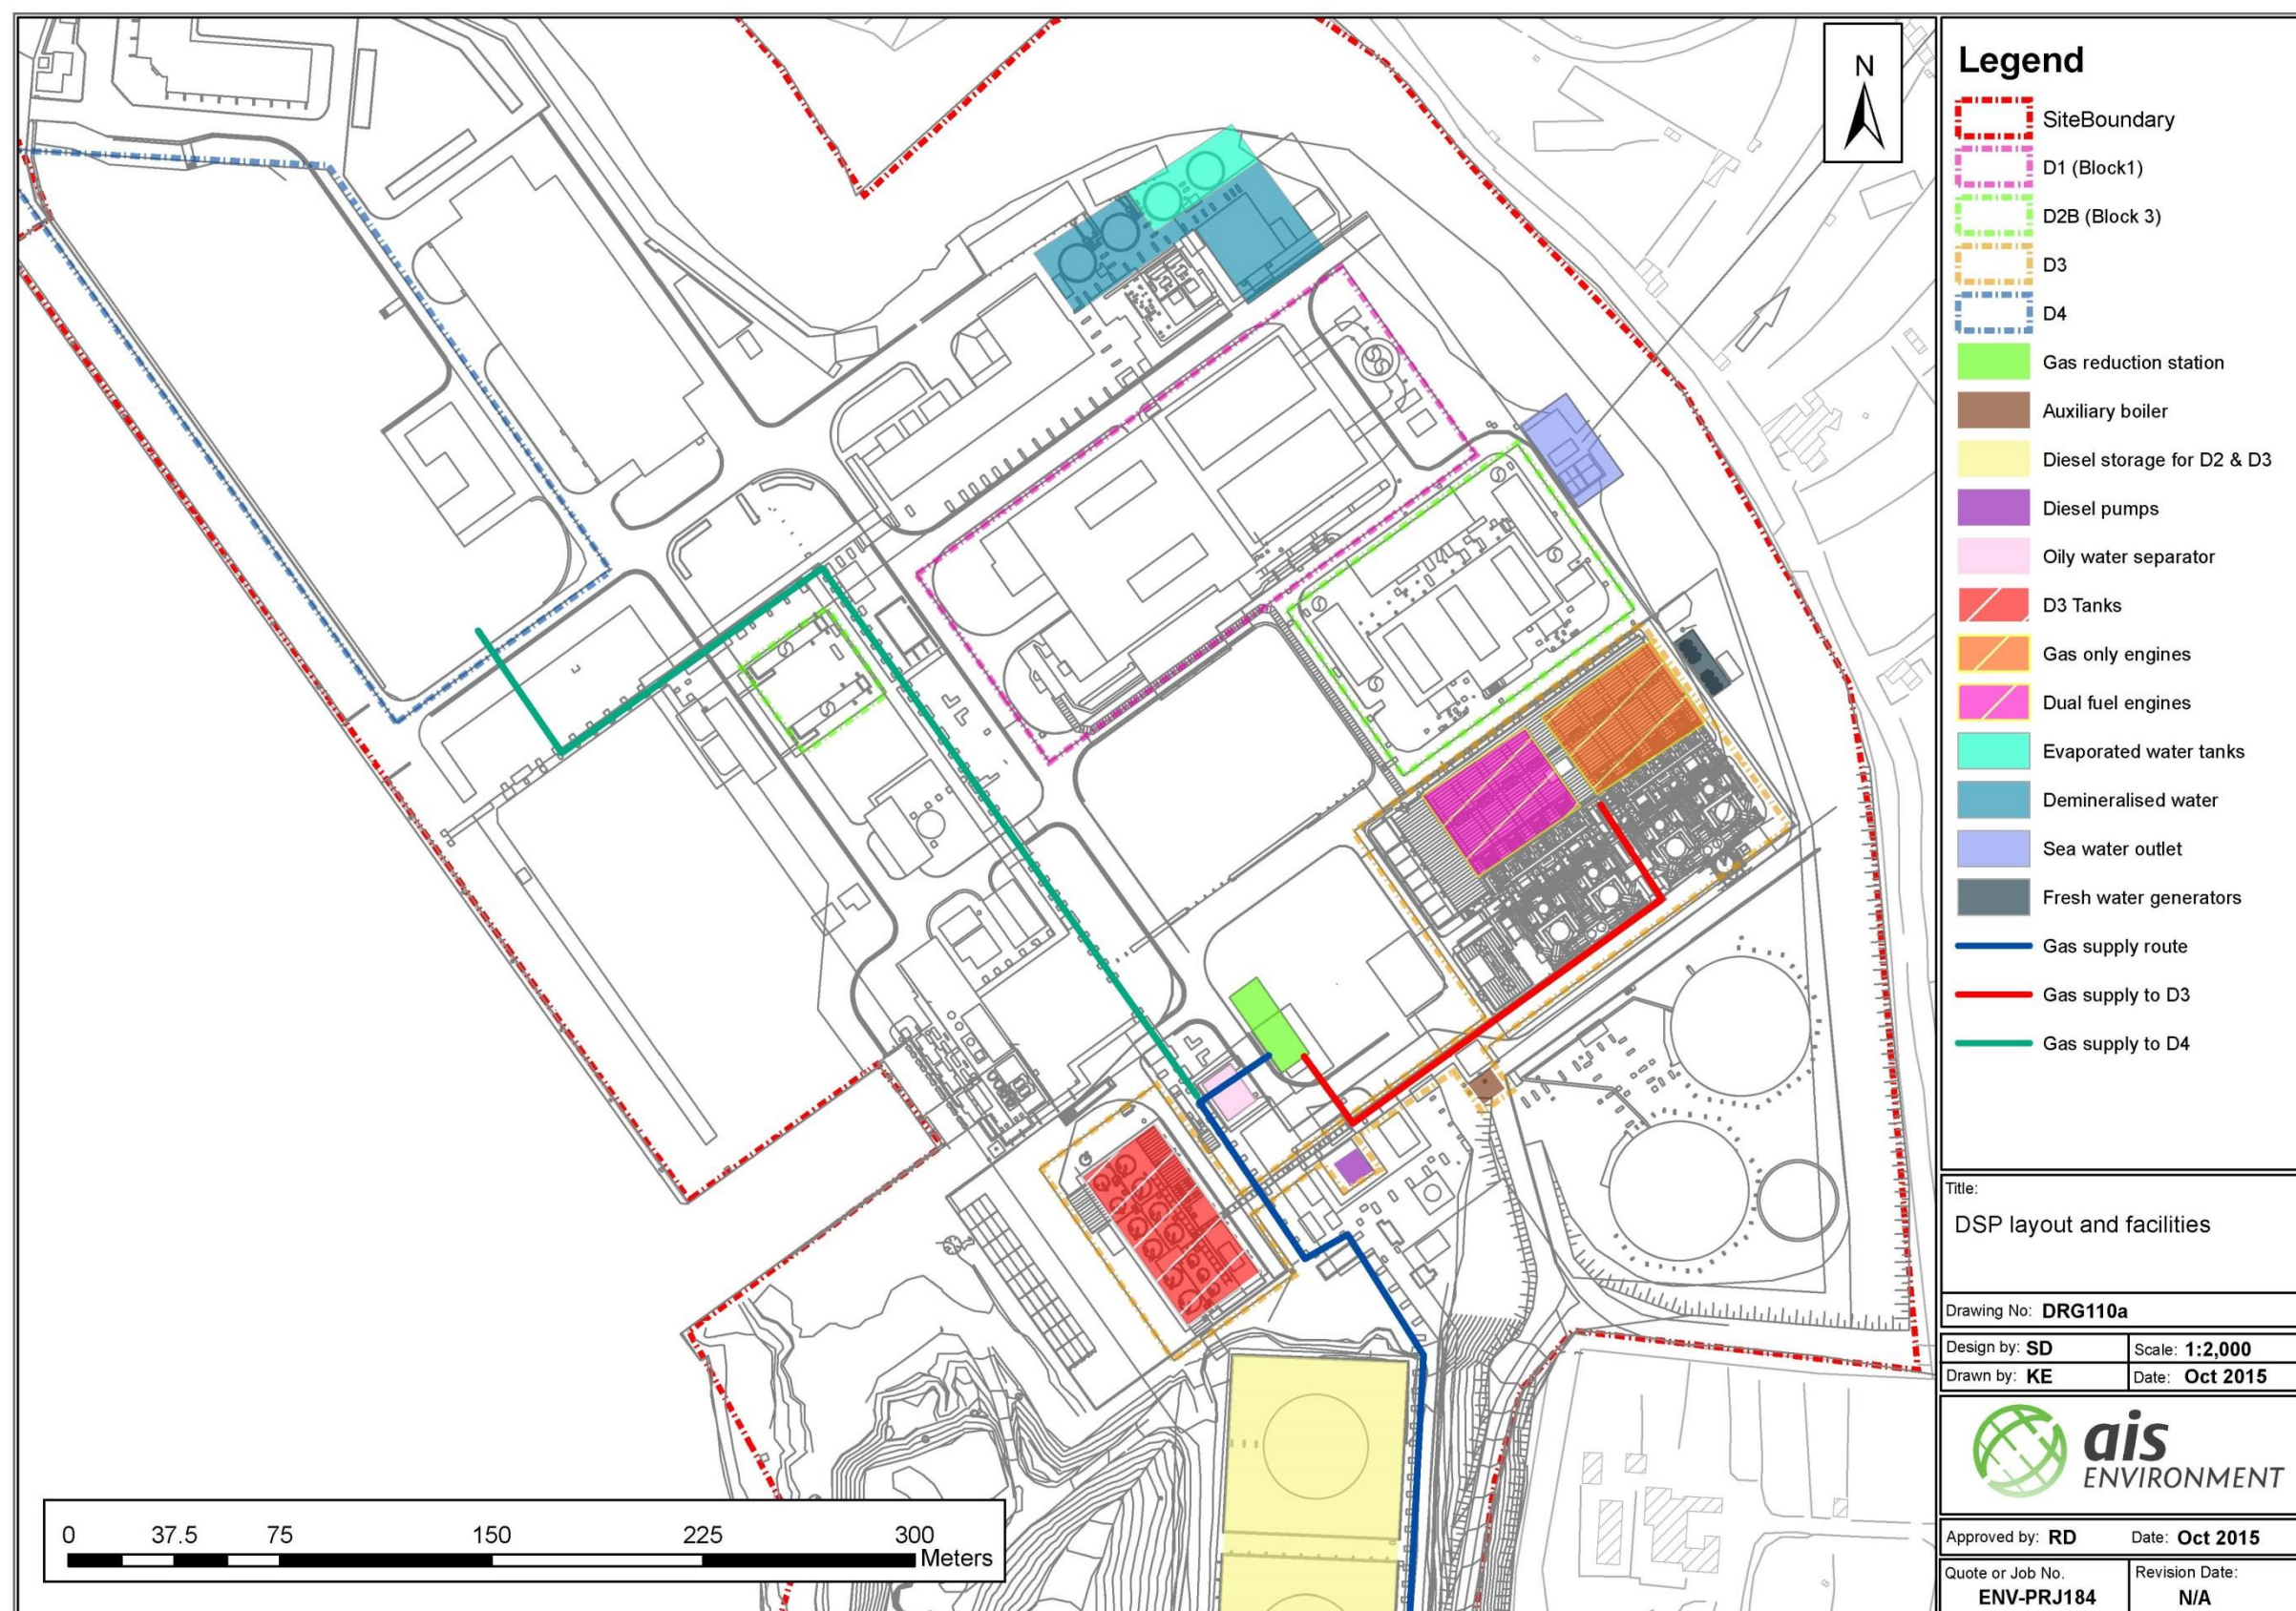 N
Legend
SiteBoundary
D1 (Block1)
D2B (Block 3)
D3
D4
Gas reduction station
Auxiliary boiler
Diesel storage for D2 & D3
Diesel pumps
Oily water separator
D3 Tanks
Gas only engines
Dual fuel engines
Evaporated water tanks
Demineralised water
Sea water outlet
Fresh water generators
Gas supply route
Gas supply to D3
Gas supply to D4
Title:
DSP layout and facilities
Drawing No: DRG110a
Design by: SD Scale: 1:2,000
Drawn by: KE Date: Oct 2015
ais
ENVIRONMENT
Approved by: RD Date: Oct 2015
Quote or Job No. Revision Date:
ENV-PRJ184 N/A
0 37.5 75 150 225 300
Meters